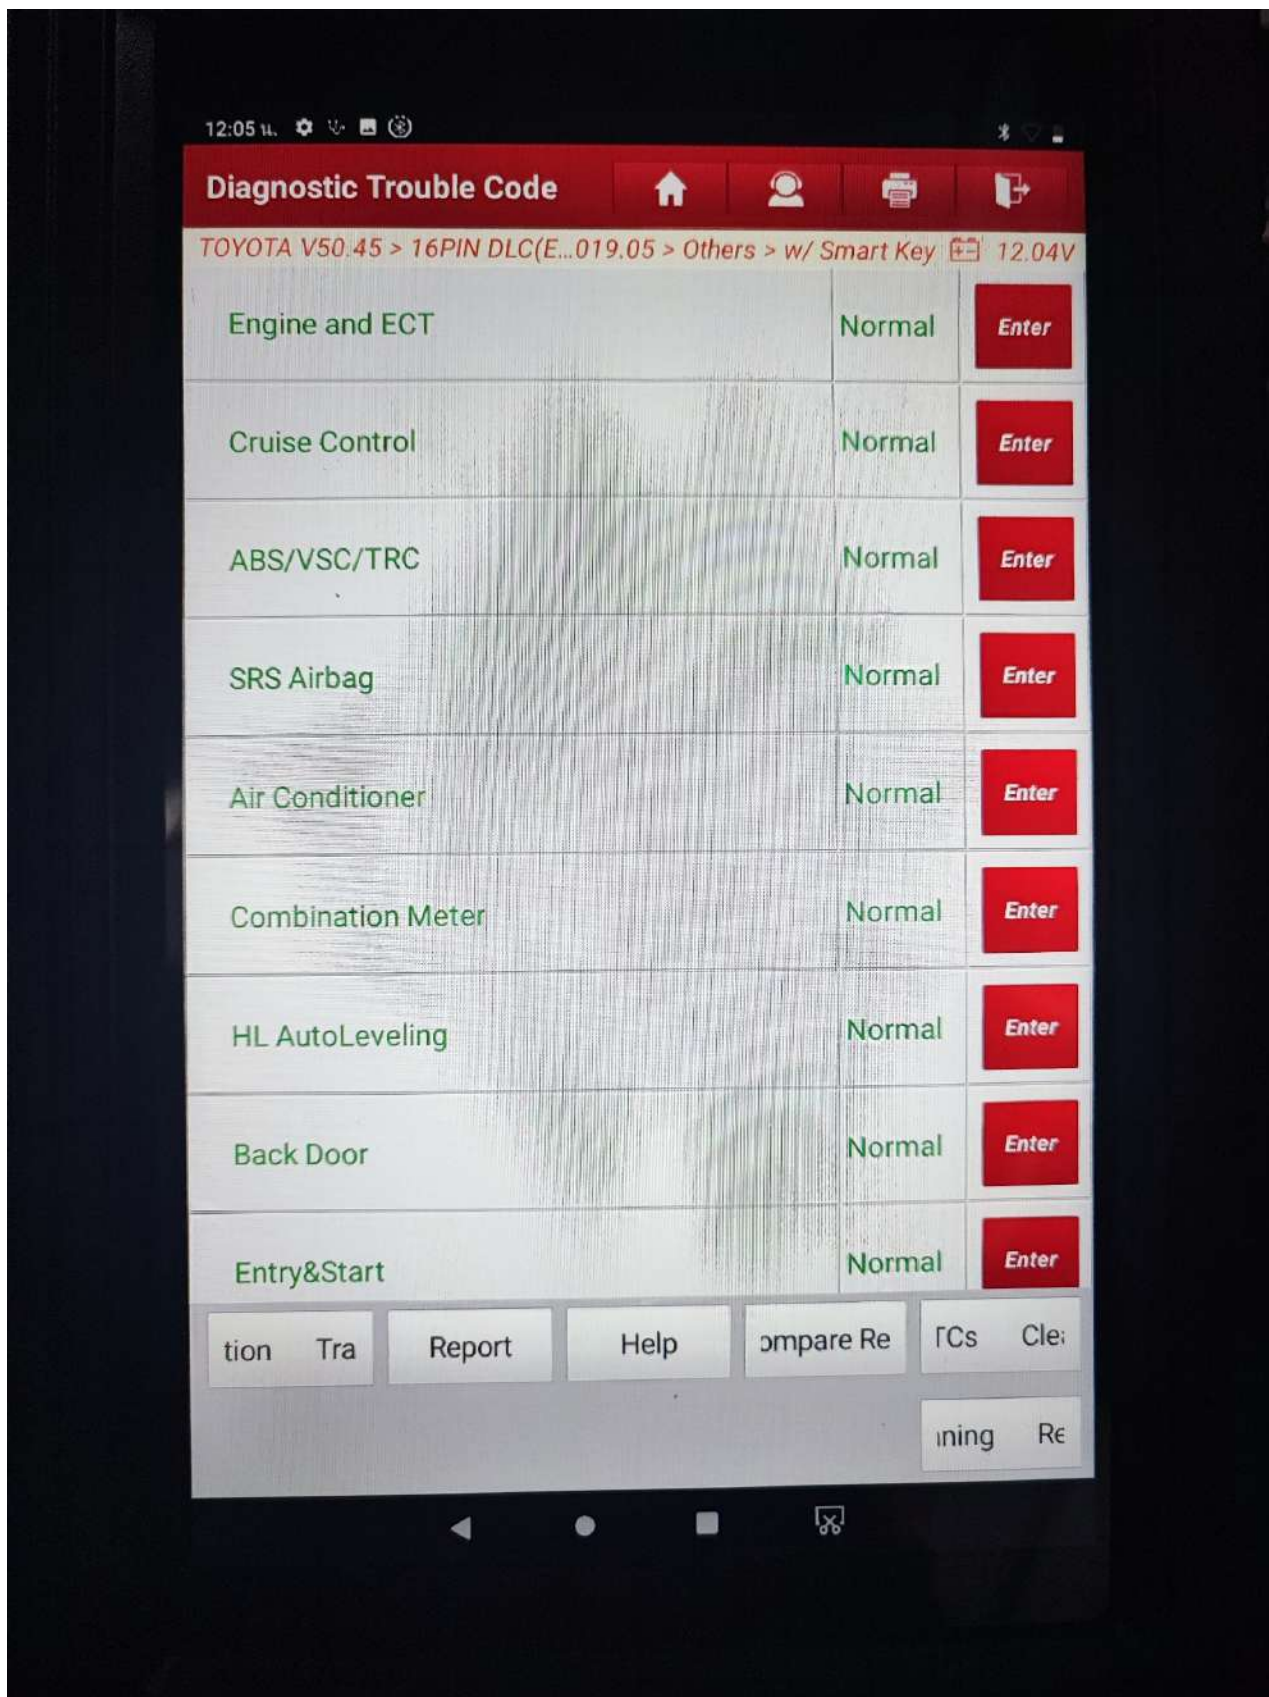 12:05 น.
Diagnostic Trouble Code
TOYOTA V50.45 > 16PIN DLC(E...019.05 > Others > w/ Smart Key 12.04V
Engine and ECT Normal Enter
Cruise Control Normal Enter
ABS/VSC/TRC Normal Enter
SRS Airbag Normal Enter
Air Conditioner Normal Enter
Combination Meter Normal Enter
HL AutoLeveling Normal Enter
Back Door Normal Enter
Entry&Start Normal Enter
tion Tra Report Help ompare Re TCs Clea
ning Re